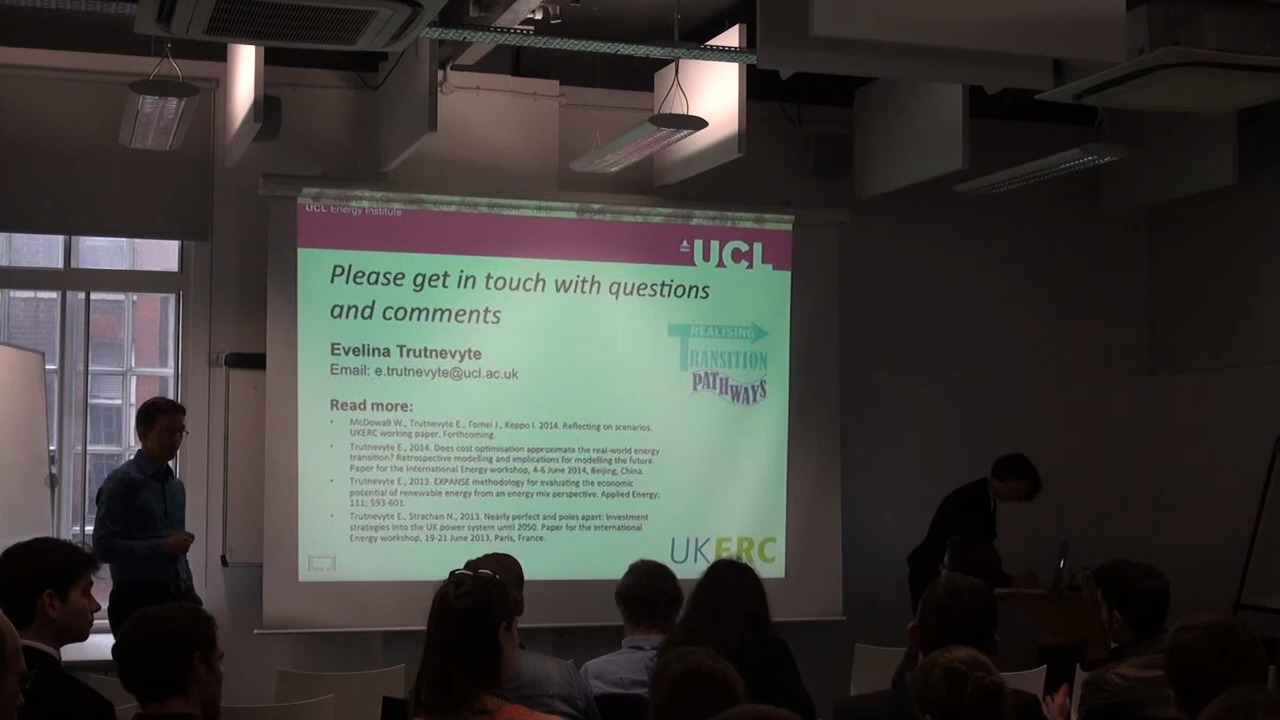 UCL Energy Institute
UCL
Please get in touch with questions
and comments
REALISING
TRANSITION
PATHWAYS
Evelina Trutnevyte
Email: e.trutnevyte@ucl.ac.uk
Read more:
• McDowall W., Trutnevyte E., Tomei J., Keppo I. 2014. Reflecting on scenarios.
UKERC working paper. Forthcoming.
• Trutnevyte E., 2014. Does cost optimisation approximate the real-world energy
transition? Retrospective modelling and implications for modelling the future.
Paper for the International Energy workshop, 4-6 June 2014, Beijing, China.
• Trutnevyte E., 2013. EXPANSE methodology for evaluating the economic
potential of renewable energy from an energy mix perspective. Applied Energy;
111; 593-601.
• Trutnevyte E., Strachan N., 2013. Nearly perfect and poles apart: Investment
strategies into the UK power system until 2050. Paper for the International
Energy workshop, 19-21 June 2013, Paris, France.
UKERC